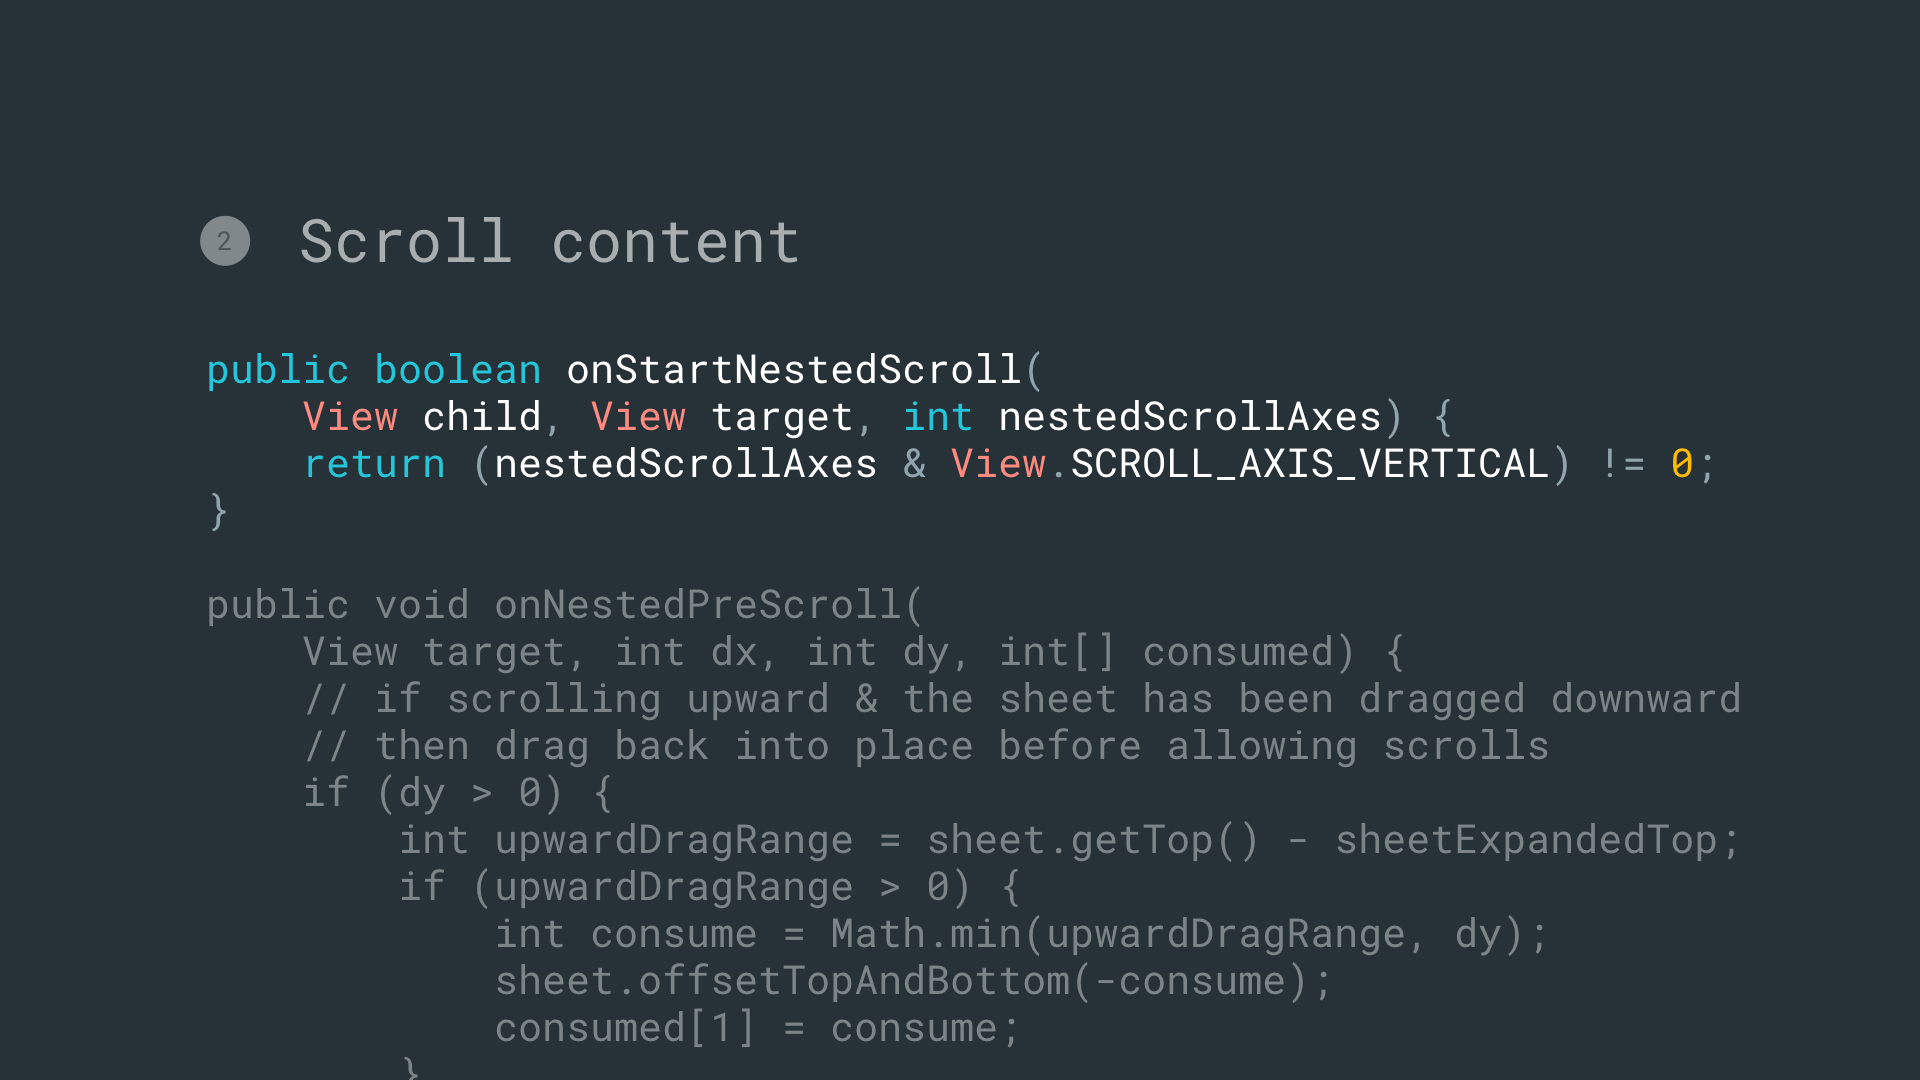 2 Scroll content
public boolean onStartNestedScroll(
    View child, View target, int nestedScrollAxes) {
    return (nestedScrollAxes & View.SCROLL_AXIS_VERTICAL) != 0;
}
public void onNestedPreScroll(
    View target, int dx, int dy, int[] consumed) {
    // if scrolling upward & the sheet has been dragged downward
    // then drag back into place before allowing scrolls
    if (dy > 0) {
        int upwardDragRange = sheet.getTop() - sheetExpandedTop;
        if (upwardDragRange > 0) {
            int consume = Math.min(upwardDragRange, dy);
            sheet.offsetTopAndBottom(-consume);
            consumed[1] = consume;
        }